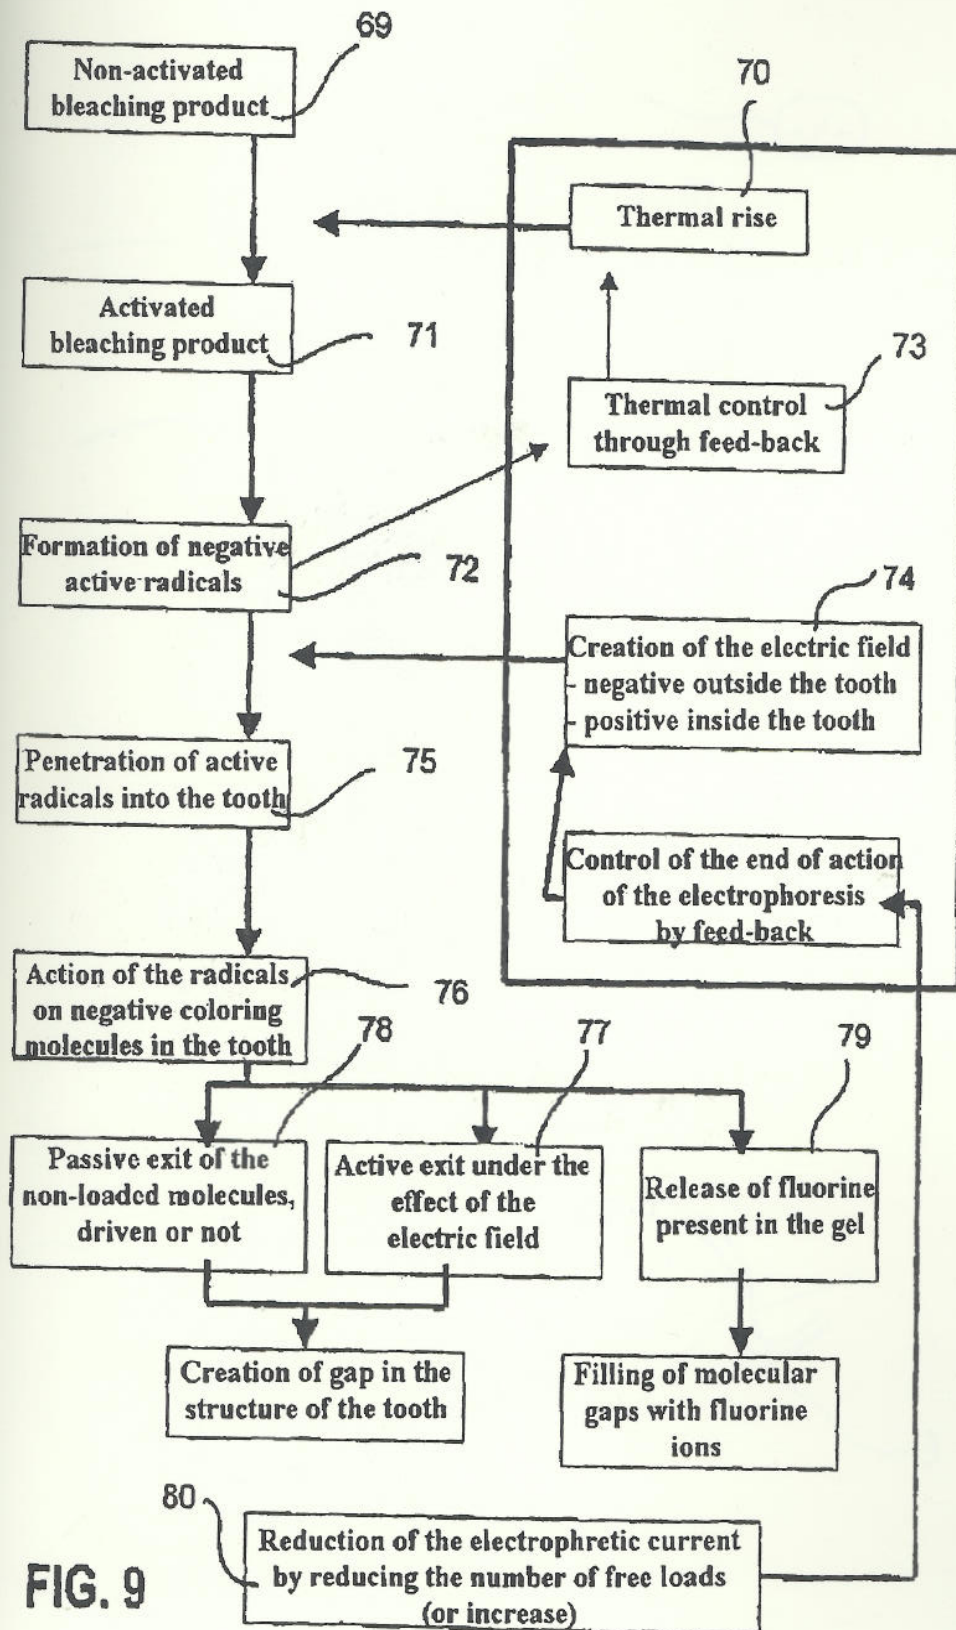 69
Non-activated
bleaching product
70
Thermal rise
Activated
bleaching product
71
73
Thermal control
through feed-back
Formation of negative
active radicals
72
74
Creation of the electric field
- negative outside the tooth
- positive inside the tooth
Penetration of active
radicals into the tooth
75
Control of the end of action
of the electrophoresis
by feed-back
Action of the radicals
on negative coloring
molecules in the tooth
76
78
77
79
Passive exit of the
non-loaded molecules,
driven or not
Active exit under the
effect of the
electric field
Release of fluorine
present in the gel
Creation of gap in the
structure of the tooth
Filling of molecular
gaps with fluorine
ions
80
Reduction of the electrophretic current
by reducing the number of free loads
(or increase)
FIG. 9